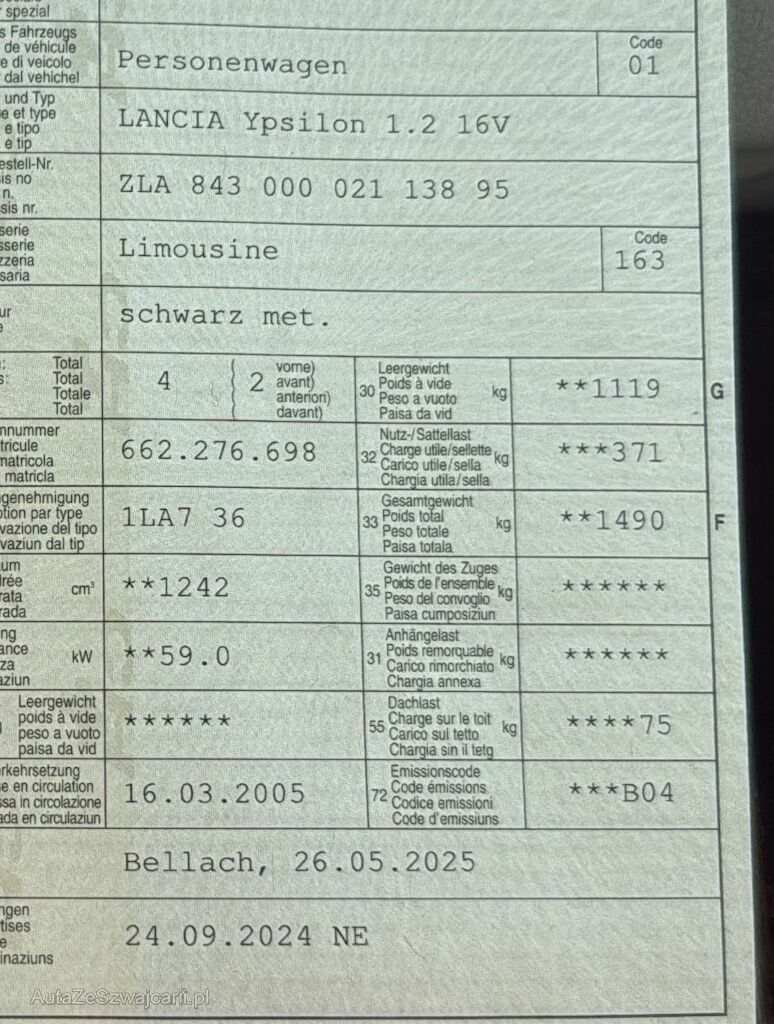 spezial
s Fahrzeugs
de véhicule
e di veicolo
dal vehichel
Personenwagen
Code
01
und Typ
e et type
e tipo
e tip
LANCIA Ypsilon 1.2 16V
estell-Nr.
is no
n.
sis nr.
ZLA 843 000 021 138 95
serie
sserie
zzeria
saria
Limousine
Code
163
ur
e
schwarz met.
Total
Total
Totale
Total
4
2
vorne)
avant)
anteriori)
davant)
30
Leergewicht
Poids à vide
Peso a vuoto
Paisa da vid
kg
**1119
G
nnummer
tricule
matricola
matricla
662.276.698
32
Nutz-/Sattellast
Charge utile/sellette
Carico utile/sella
Chargia utila/sella
kg
***371
genehmigung
tion par type
vazione del tipo
vaziun dal tip
1LA7 36
33
Gesamtgewicht
Poids total
Peso totale
Paisa totala
kg
**1490
F
um
drée
rata
rada
cm³
**1242
35
Gewicht des Zuges
Poids de l'ensemble
Peso del convoglio
Paisa cumposiziun
kg
******
ng
ance
za
aziun
kW
**59.0
31
Anhängelast
Poids remorquable
Carico rimorchiato
Chargia annexa
kg
******
Leergewicht
poids à vide
peso a vuoto
paisa da vid
******
55
Dachlast
Charge sur le toit
Carico sul tetto
Chargia sin il tetg
kg
****75
rkehrsetzung
e en circulation
ssa in circolazione
ada en circulaziun
16.03.2005
72
Emissionscode
Code émissions
Codice emissioni
Code d'emissiuns
***B04
Bellach, 26.05.2025
ngen
tises
e
inaziuns
24.09.2024 NE
AutaZeSzwajcarii.pl